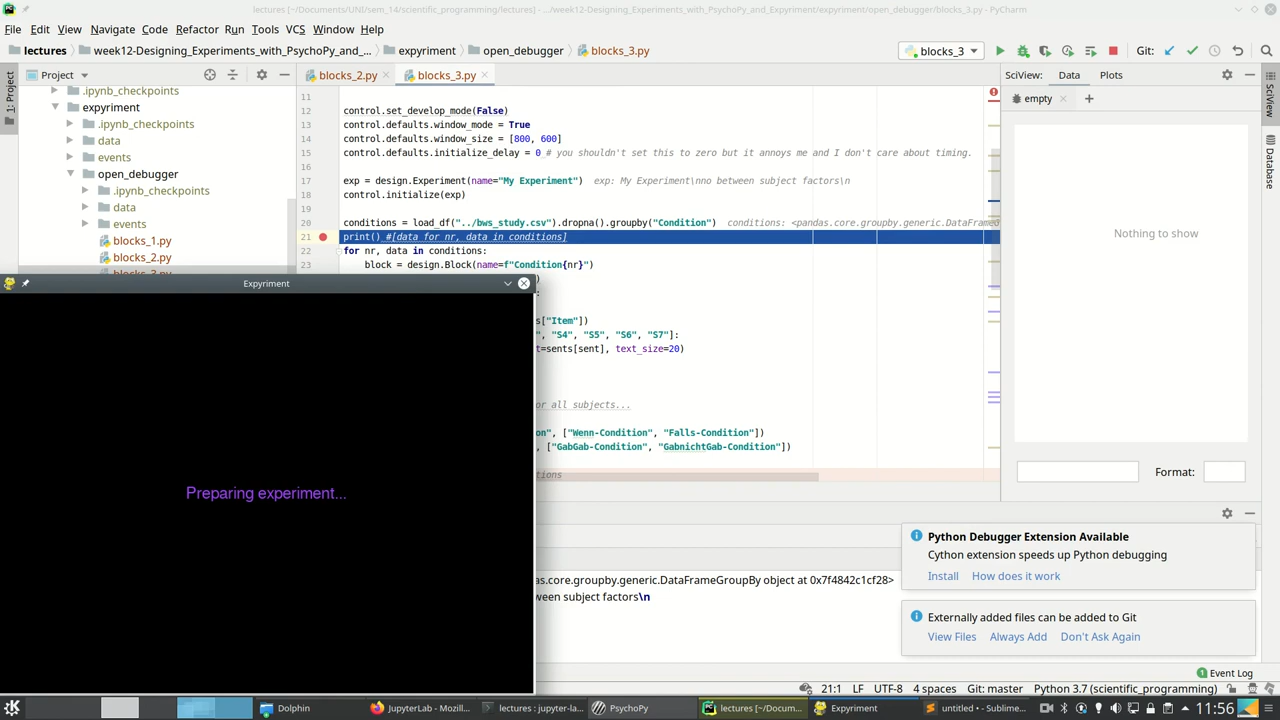 lectures [~/Documents/UNI/sem_14/scientific_programming/lectures] - .../week12-Designing_Experiments_with_PsychoPy_and_Expyriment/expyriment/open_debugger/blocks_3.py - PyCharm
File Edit View Navigate Code Refactor Run Tools VCS Window Help
lectures week12-Designing_Experiments_with_PsychoPy_and_... expyriment open_debugger blocks_3.py blocks_3 Git:
Project blocks_2.py blocks_3.py SciView: Data Plots
1: Project
SciView
Database
.ipynb_checkpoints
expyriment
.ipynb_checkpoints
data
events
open_debugger
.ipynb_checkpoints
data
events
blocks_1.py
blocks_2.py
blocks_3.py
11
12 control.set_develop_mode(False)
13 control.defaults.window_mode = True
14 control.defaults.window_size = [800, 600]
15 control.defaults.initialize_delay = 0 # you shouldn't set this to zero but it annoys me and I don't care about timing.
16
17 exp = design.Experiment(name="My Experiment") exp: My Experiment\nno between subject factors\n
18 control.initialize(exp)
19
20 conditions = load_df("../bws_study.csv").dropna().groupby("Condition") conditions: <pandas.core.groupby.generic.DataFrameG
21 print() #[data for nr, data in conditions]
22 for nr, data in conditions:
23 block = design.Block(name=f"Condition{nr}")
)
:
s["Item"])
", "S4", "S5", "S6", "S7"]:
t=sents[sent], text_size=20)
or all subjects...
on", ["Wenn-Condition", "Falls-Condition"])
, ["GabGab-Condition", "GabnichtGab-Condition"])
tions
empty
Nothing to show
Format:
Expyriment
Preparing experiment...
as.core.groupby.generic.DataFrameGroupBy object at 0x7f4842c1cf28>
ween subject factors\n
Python Debugger Extension Available
Cython extension speeds up Python debugging
Install How does it work
Externally added files can be added to Git
View Files Always Add Don't Ask Again
Event Log
21:1 LF UTF-8 4 spaces Git: master Python 3.7 (scientific_programming)
Dolphin JupyterLab - Mozill... lectures : jupyter-la... PsychoPy lectures [~/Docum... Expyriment untitled • - Sublime... 11:56